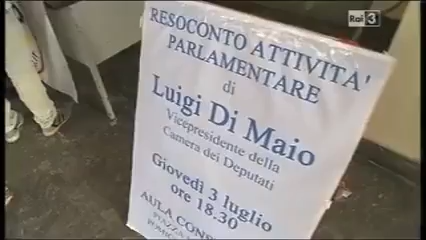 Rai 3
RESOCONTO ATTIVITA'
PARLAMENTARE
di
Luigi Di Maio
Vicepresidente della
Camera dei Deputati
Giovedì 3 luglio
ore 18.30
AULA